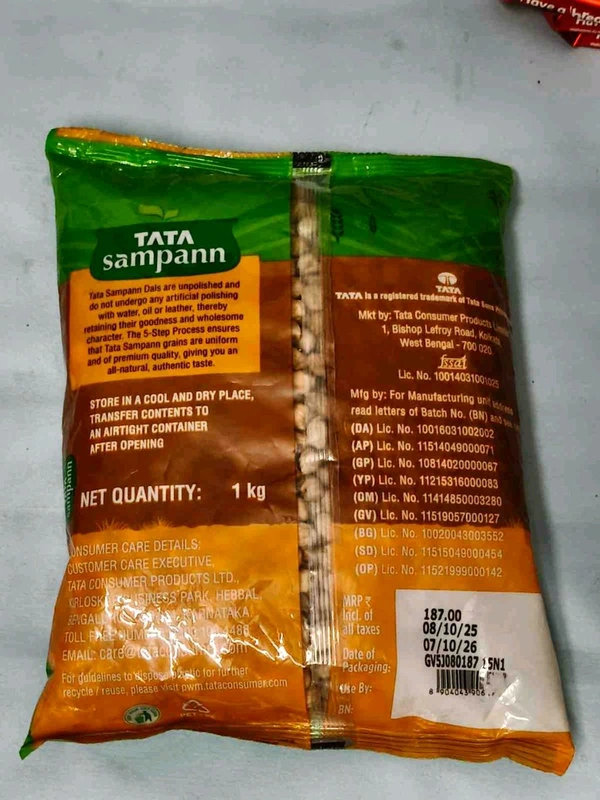 TATA
sampann
Tata Sampann Dals are unpolished and
do not undergo any artificial polishing
with water, oil or leather, thereby
retaining their goodness and wholesome
character. The 5-Step Process ensures
that Tata Sampann grains are uniform
and of premium quality, giving you an
all-natural, authentic taste.
STORE IN A COOL AND DRY PLACE,
TRANSFER CONTENTS TO
AN AIRTIGHT CONTAINER
AFTER OPENING
sampann
NET QUANTITY: 1 kg
CONSUMER CARE DETAILS:
CUSTOMER CARE EXECUTIVE,
TATA CONSUMER PRODUCTS LTD.,
BUSINESS PARK, HEBBAL,
EMAIL:
For guidelines to dispose plastic for further
recycle / reuse, please visit pwm.tataconsumer.com
TATA
TATA is a registered trademark of Tata Sons
Mkt by: Tata Consumer Products
1, Bishop Lefroy Road,
West Bengal - 700 020.
fssai
Lic. No. 10014031001025
Mfg by: For Manufacturing unit address
read letters of Batch No. (BN) and
(DA) Lic. No. 10016031002002
(AP) Lic. No. 11514049000071
(GP) Lic. No. 10814020000067
(YP) Lic. No. 11215316000083
(OM) Lic. No. 11414850003280
(GV) Lic. No. 11519057000127
(BG) Lic. No. 10020043003552
(SD) Lic. No. 11515049000454
(OP) Lic. No. 11521999000142
MRP ₹
Incl. of
all taxes
187.00
Date of
Packaging:
08/10/25
Use By:
07/10/26
BN:
GV5J080187
Have a